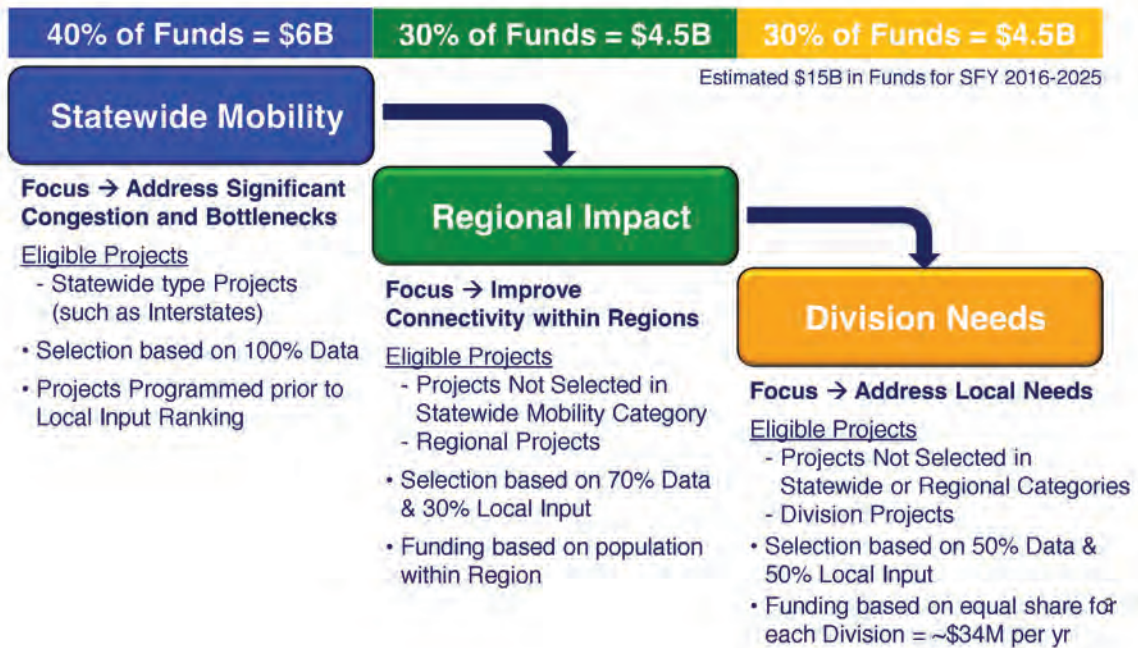 40% of Funds = $6B
30% of Funds = $4.5B
30% of Funds = $4.5B
Estimated $15B in Funds for SFY 2016-2025
Statewide Mobility
Focus → Address Significant
Congestion and Bottlenecks
Eligible Projects
- Statewide type Projects
(such as Interstates)
• Selection based on 100% Data
• Projects Programmed prior to
Local Input Ranking
Regional Impact
Focus → Improve
Connectivity within Regions
Eligible Projects
- Projects Not Selected in
Statewide Mobility Category
- Regional Projects
• Selection based on 70% Data
& 30% Local Input
• Funding based on population
within Region
Division Needs
Focus → Address Local Needs
Eligible Projects
- Projects Not Selected in
Statewide or Regional Categories
- Division Projects
• Selection based on 50% Data &
50% Local Input
• Funding based on equal share for
each Division = ~$34M per yr